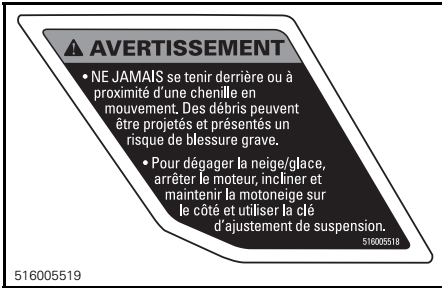 AVERTISSEMENT
• NE JAMAIS se tenir derrière ou à
proximité d'une chenille en
mouvement. Des débris peuvent
être projetés et présentés un
risque de blessure grave.
• Pour dégager la neige/glace,
arrêter le moteur, incliner et
maintenir la motoneige sur
le côté et utiliser la clé
d'ajustement de suspension.
516005518
516005519